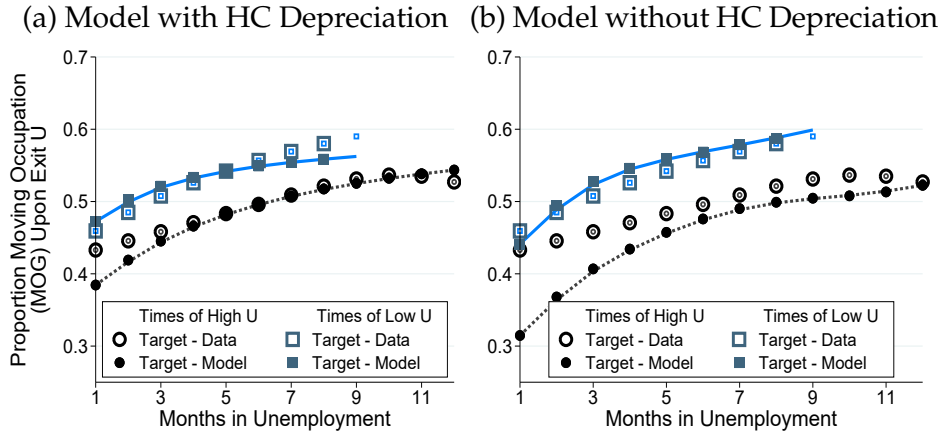 (a) Model with HC Depreciation
(b) Model without HC Depreciation
Proportion Moving Occupation
(MOG) Upon Exit U
0.7
0.6
0.5
0.4
0.3
Times of High U
Times of Low U
Target - Data
Target - Data
Target - Model
Target - Model
1 3 5 7 9 11
Months in Unemployment
0.7
0.6
0.5
0.4
0.3
Times of High U
Times of Low U
Target - Data
Target - Data
Target - Model
Target - Model
1 3 5 7 9 11
Months in Unemployment